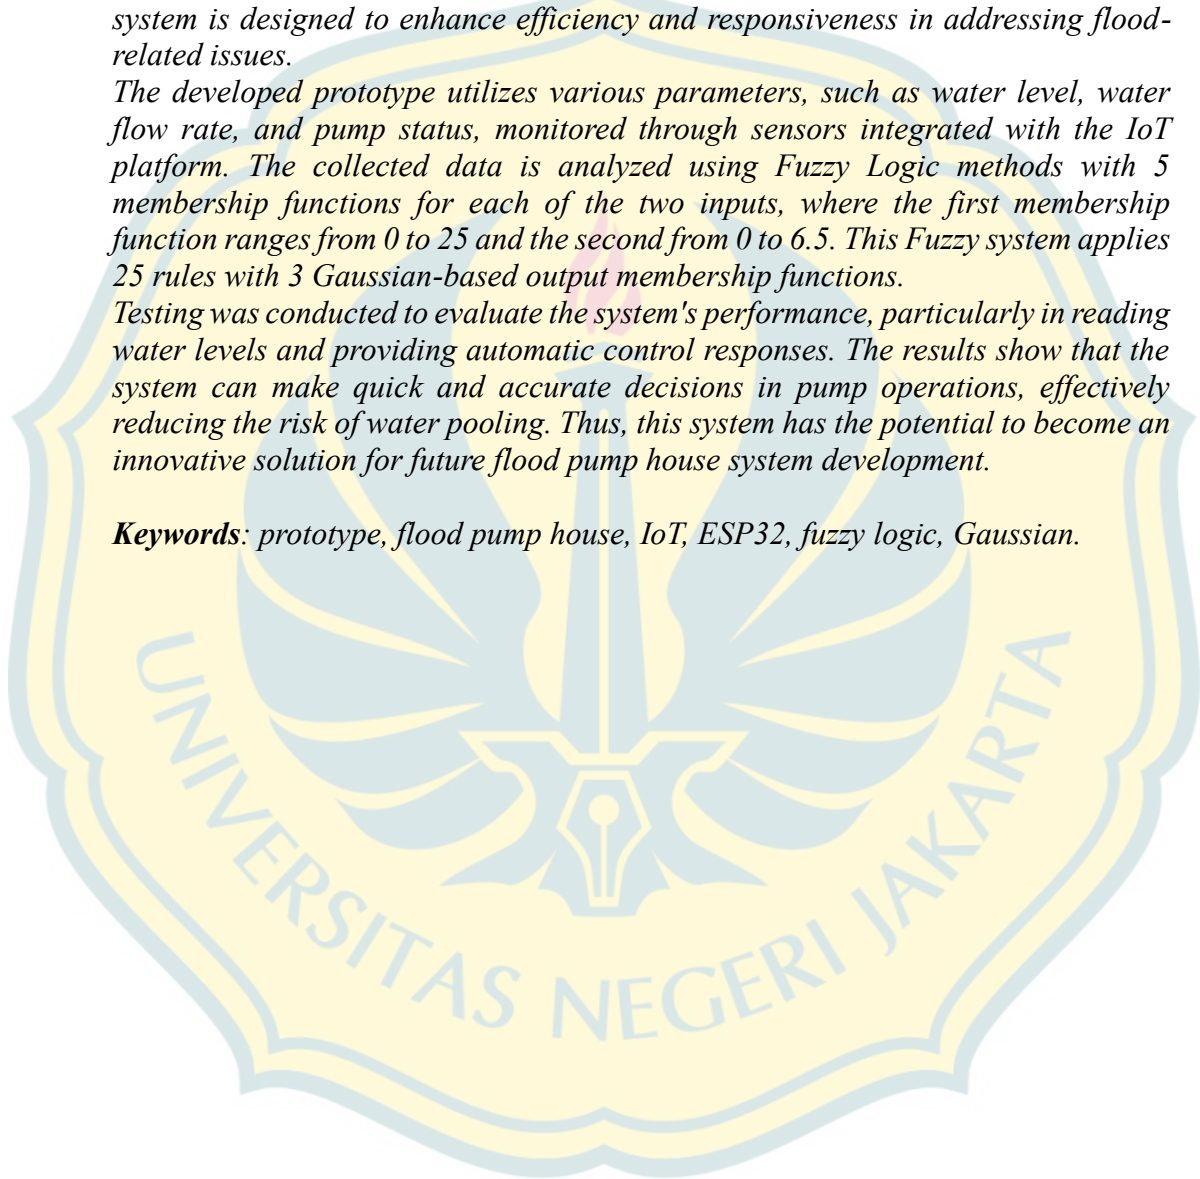 system is designed to enhance efficiency and responsiveness in addressing flood-
related issues.
The developed prototype utilizes various parameters, such as water level, water
flow rate, and pump status, monitored through sensors integrated with the IoT
platform. The collected data is analyzed using Fuzzy Logic methods with 5
membership functions for each of the two inputs, where the first membership
function ranges from 0 to 25 and the second from 0 to 6.5. This Fuzzy system applies
25 rules with 3 Gaussian-based output membership functions.
Testing was conducted to evaluate the system's performance, particularly in reading
water levels and providing automatic control responses. The results show that the
system can make quick and accurate decisions in pump operations, effectively
reducing the risk of water pooling. Thus, this system has the potential to become an
innovative solution for future flood pump house system development.
Keywords: prototype, flood pump house, IoT, ESP32, fuzzy logic, Gaussian.
UNIVERSITAS NEGERI JAKARTA